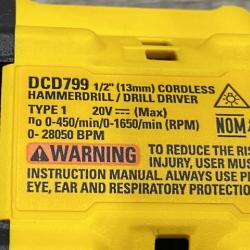 DCD799 1/2" (13mm) CORDLESS
HAMMERDRILL / DRILL DRIVER
TYPE 1 20V⎓ (Max)
no 0-450/min/0-1650/min (RPM)
0- 28050 BPM
NOM
WARNING TO REDUCE THE RIS
INJURY, USER MUS
INSTRUCTION MANUAL. ALWAYS USE P
EYE, EAR AND RESPIRATORY PROTECTIO